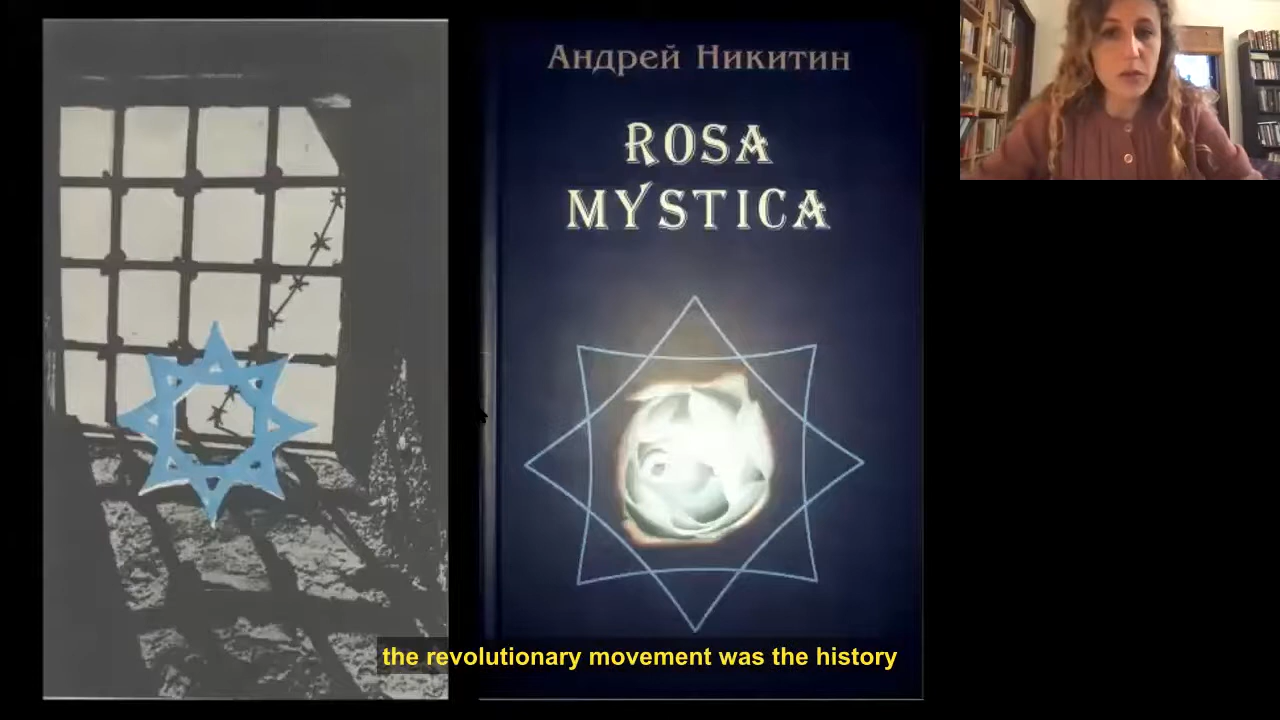 Андрей Никитин
ROSA
MYSTICA
the revolutionary movement was the history